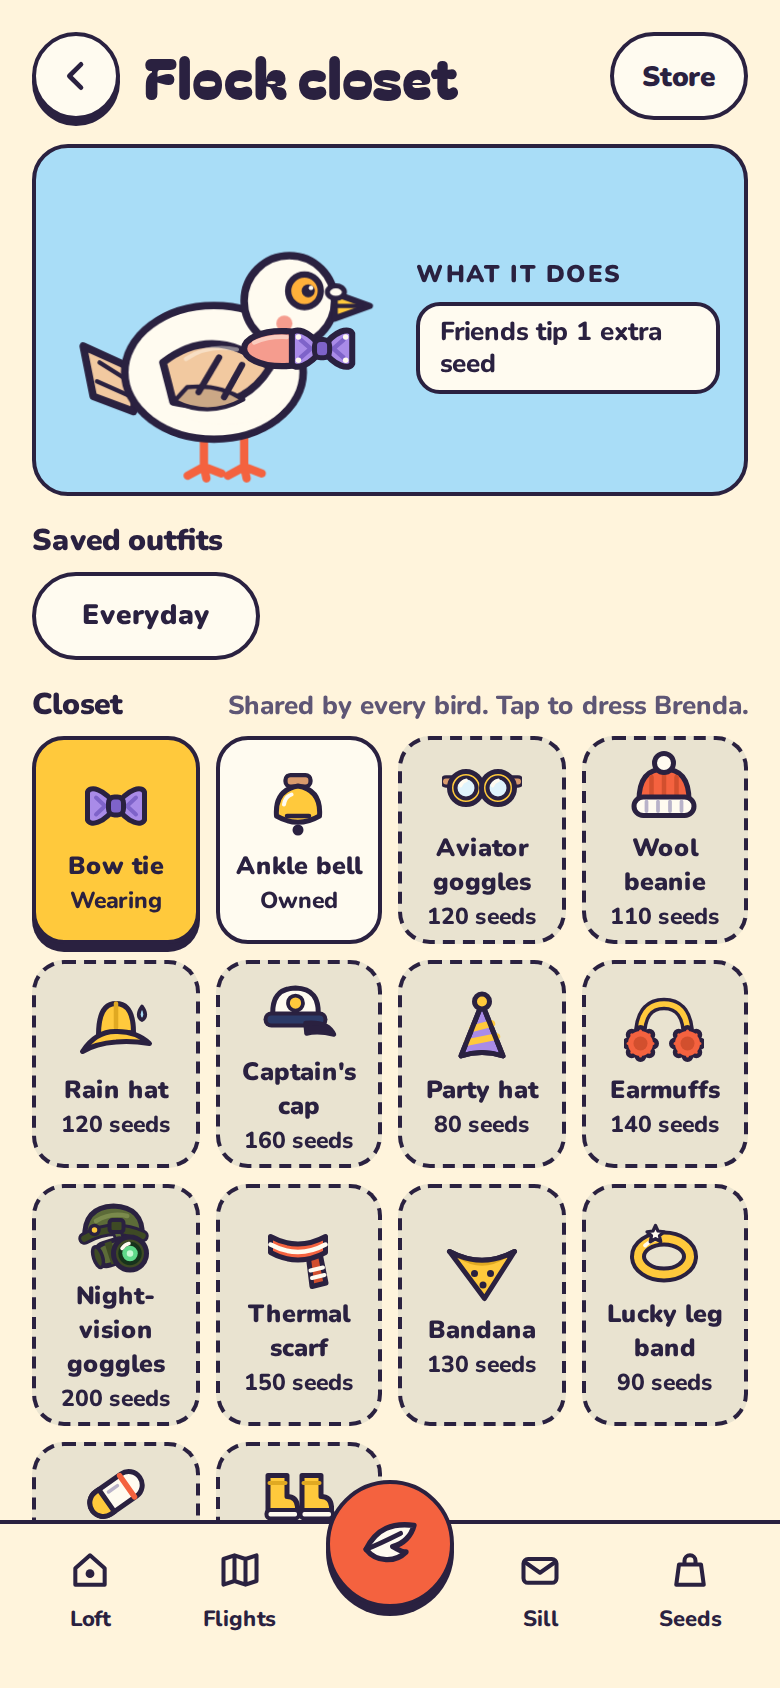 Flock closet
Store
WHAT IT DOES
Friends tip 1 extra
seed
Saved outfits
Everyday
Closet
Shared by every bird. Tap to dress Brenda.
Bow tie
Wearing
Ankle bell
Owned
Aviator
goggles
120 seeds
Wool
beanie
110 seeds
Rain hat
120 seeds
Captain's
cap
160 seeds
Party hat
80 seeds
Earmuffs
140 seeds
Night-
vision
goggles
200 seeds
Thermal
scarf
150 seeds
Bandana
130 seeds
Lucky leg
band
90 seeds
Loft
Flights
Sill
Seeds